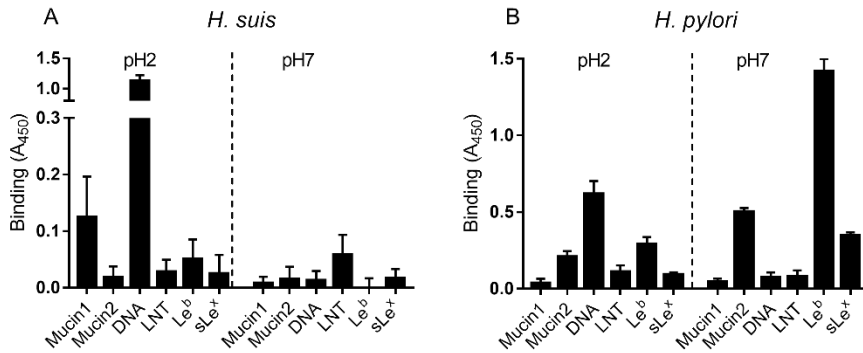 A
H. suis
pH2
pH7
1.5
1.0
0.3
0.2
0.1
0.0
Binding (A450)
Mucin1
Mucin2
DNA
LNT
Leb
sLex
Mucin1
Mucin2
DNA
LNT
Leb
sLex
B
H. pylori
pH2
pH7
1.5
1.0
0.5
0.0
Binding (A450)
Mucin1
Mucin2
DNA
LNT
Leb
sLex
Mucin1
Mucin2
DNA
LNT
Leb
sLex